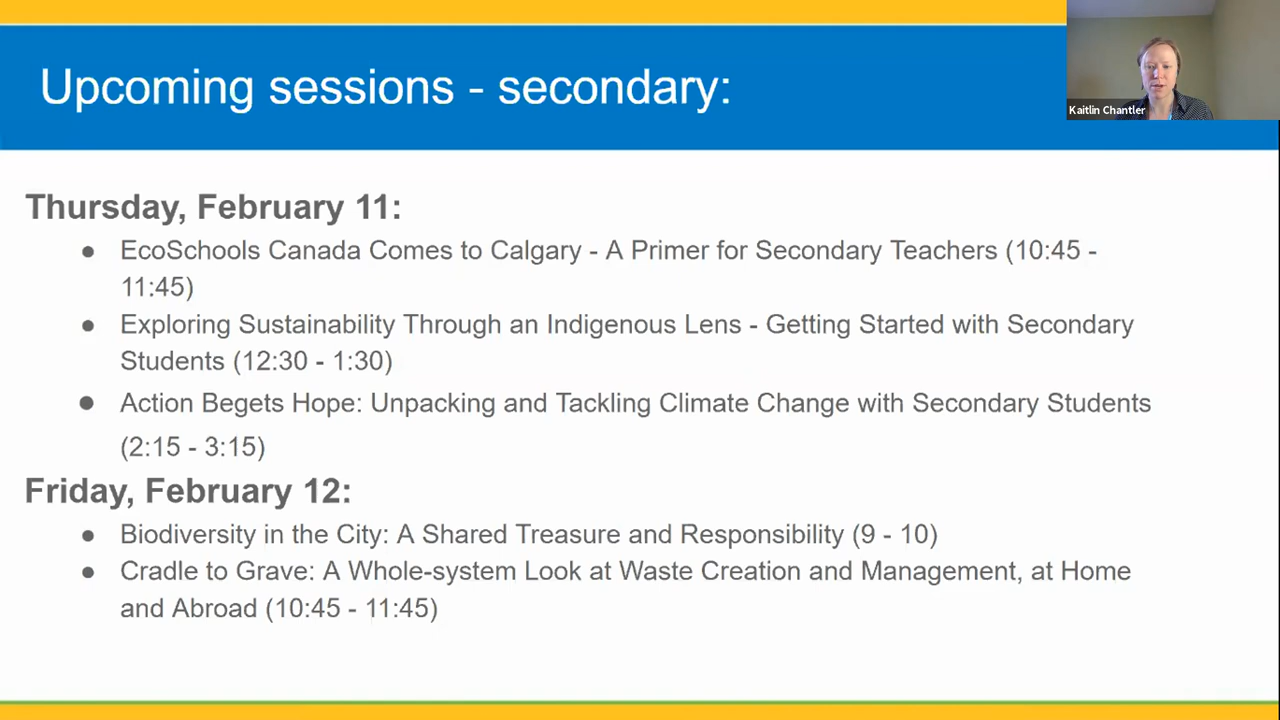 Upcoming sessions - secondary:
Kaitlin Chantler
Thursday, February 11:
● EcoSchools Canada Comes to Calgary - A Primer for Secondary Teachers (10:45 -
11:45)
● Exploring Sustainability Through an Indigenous Lens - Getting Started with Secondary
Students (12:30 - 1:30)
● Action Begets Hope: Unpacking and Tackling Climate Change with Secondary Students
(2:15 - 3:15)
Friday, February 12:
● Biodiversity in the City: A Shared Treasure and Responsibility (9 - 10)
● Cradle to Grave: A Whole-system Look at Waste Creation and Management, at Home
and Abroad (10:45 - 11:45)